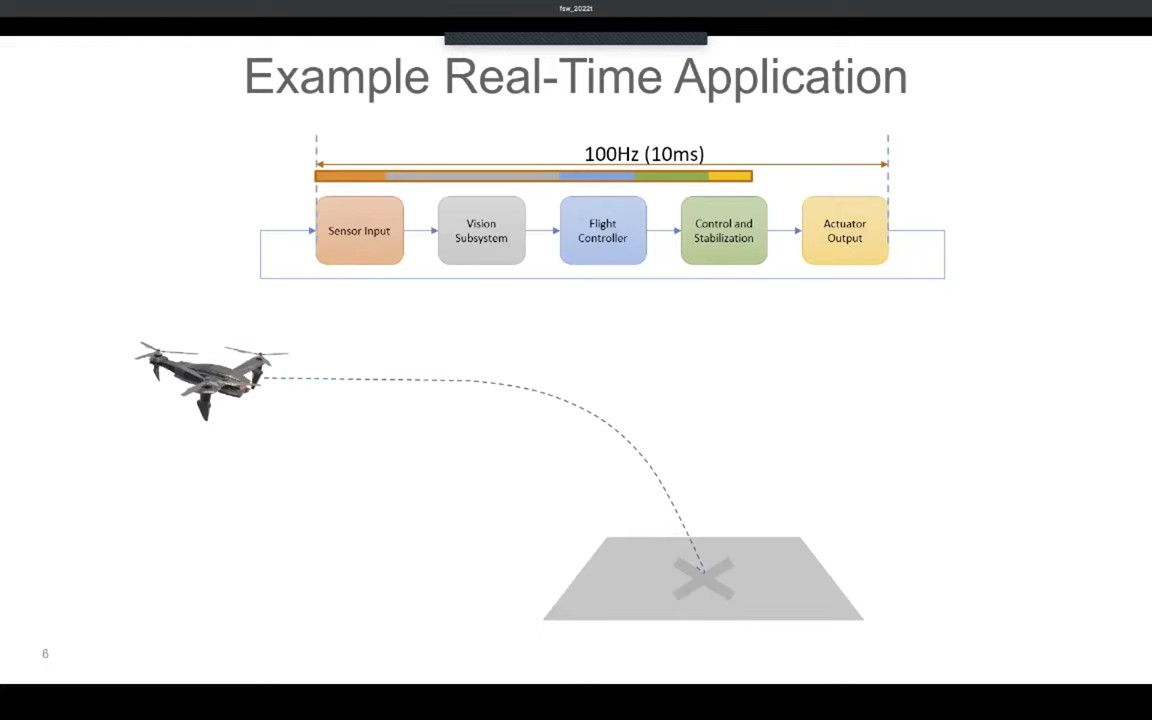 fsw_2022t
Example Real-Time Application
100Hz (10ms)
Sensor Input
Vision
Subsystem
Flight
Controller
Control and
Stabilization
Actuator
Output
6